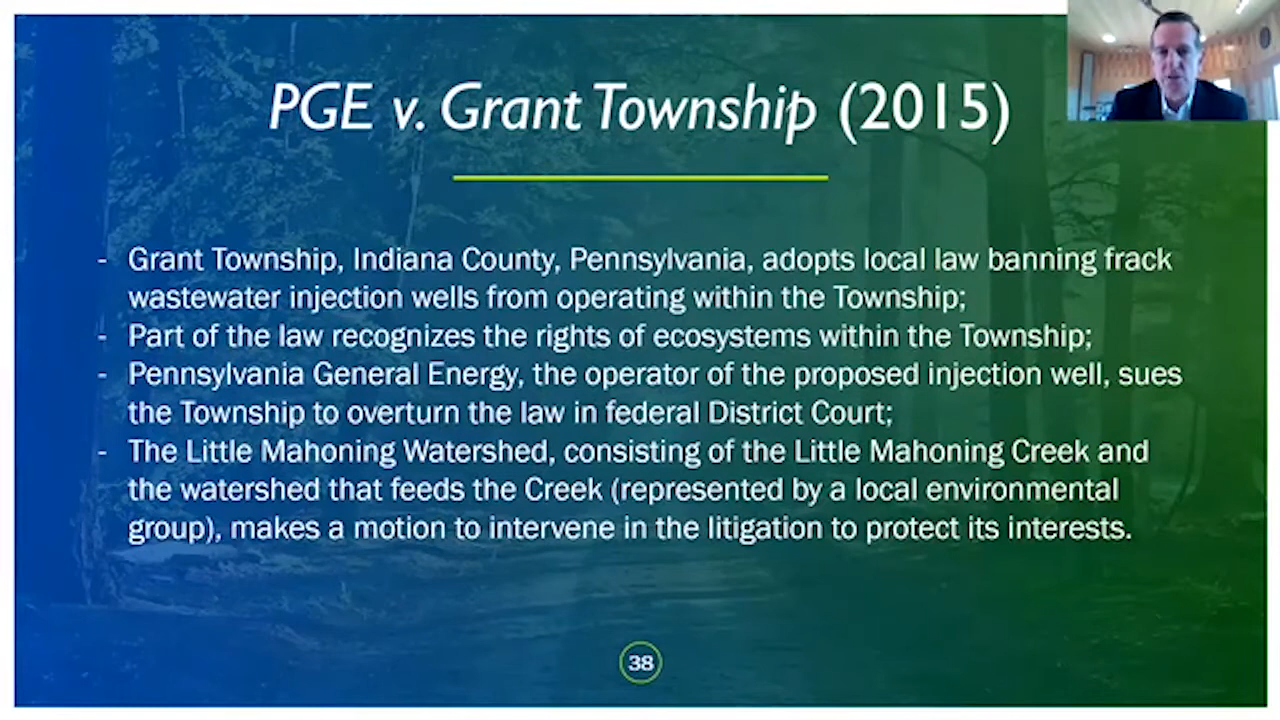 PGE v. Grant Township (2015)
- Grant Township, Indiana County, Pennsylvania, adopts local law banning frack
wastewater injection wells from operating within the Township;
- Part of the law recognizes the rights of ecosystems within the Township;
- Pennsylvania General Energy, the operator of the proposed injection well, sues
the Township to overturn the law in federal District Court;
- The Little Mahoning Watershed, consisting of the Little Mahoning Creek and
the watershed that feeds the Creek (represented by a local environmental
group), makes a motion to intervene in the litigation to protect its interests.
38